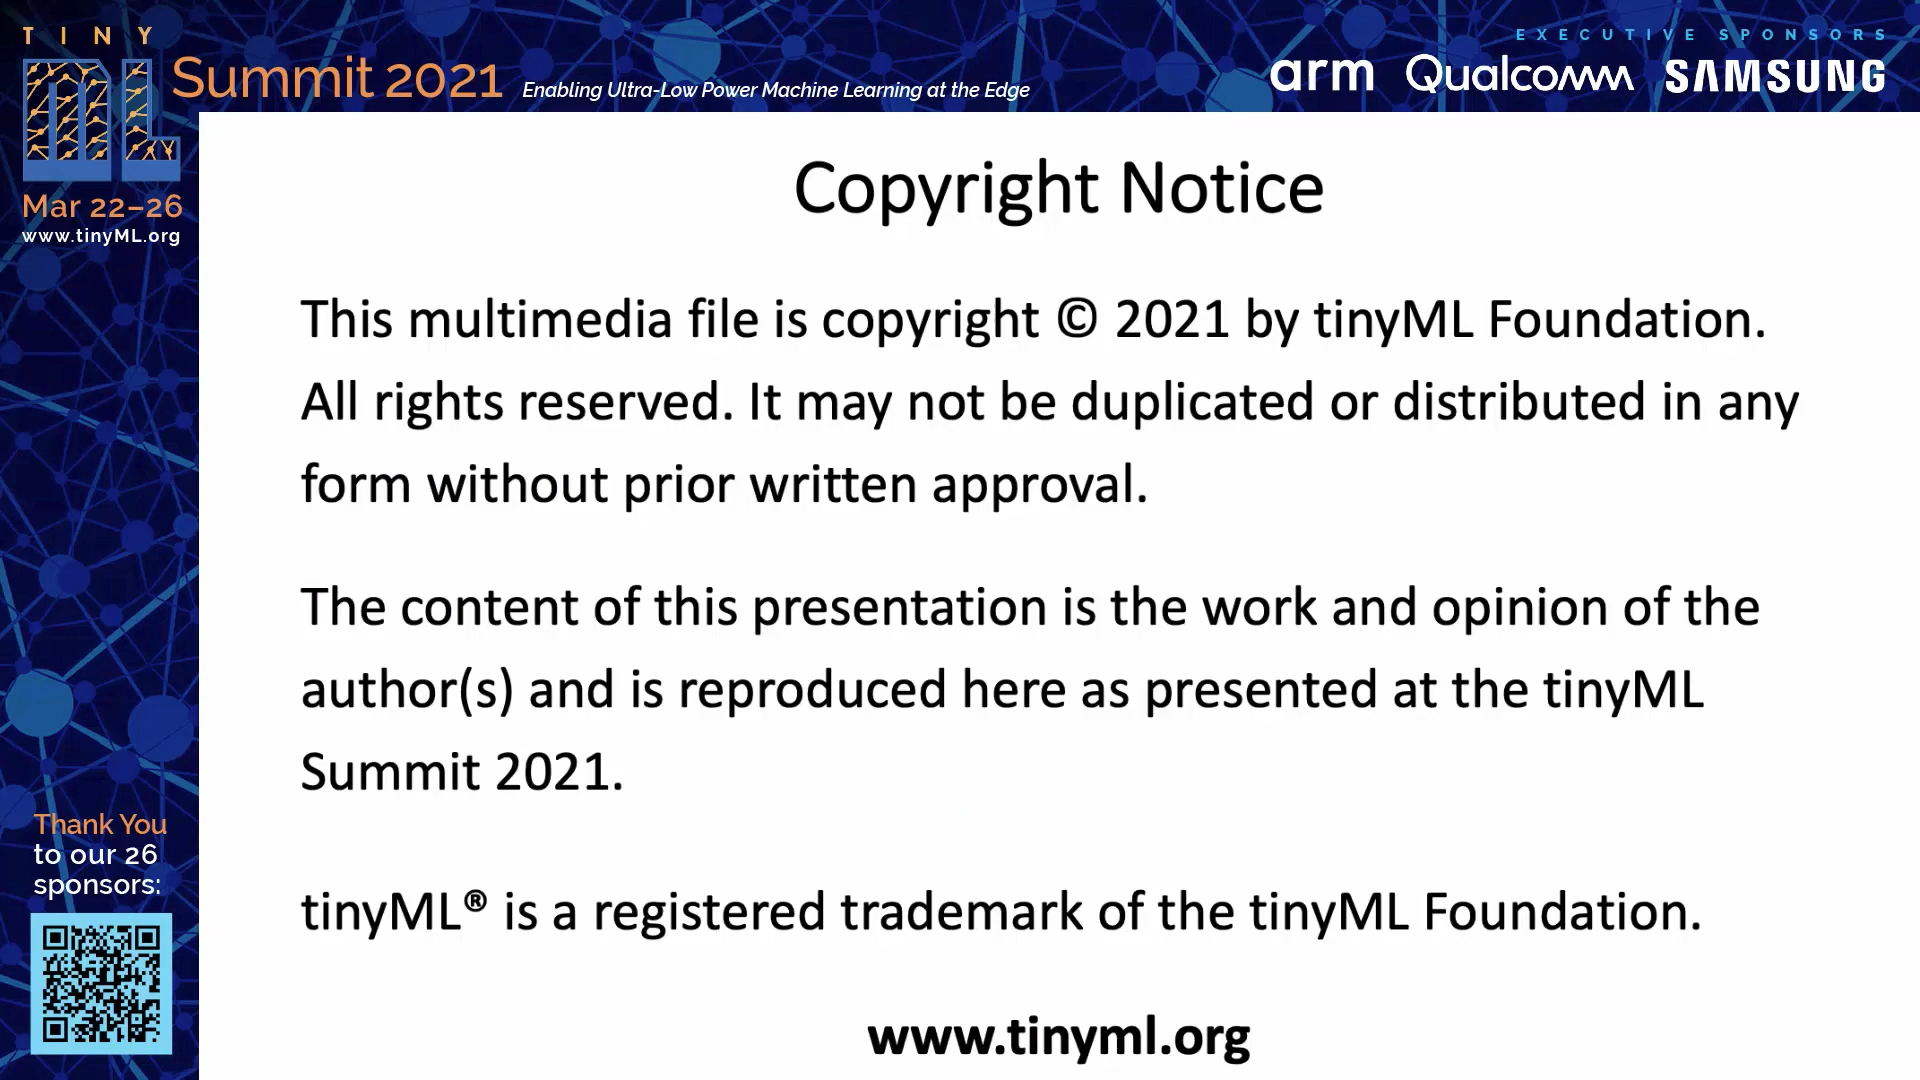 TINY
ML
Summit 2021
Enabling Ultra-Low Power Machine Learning at the Edge
EXECUTIVE SPONSORS
arm Qualcomm SAMSUNG
Mar 22–26
www.tinyML.org
Copyright Notice
This multimedia file is copyright © 2021 by tinyML Foundation.
All rights reserved. It may not be duplicated or distributed in any
form without prior written approval.
The content of this presentation is the work and opinion of the
author(s) and is reproduced here as presented at the tinyML
Summit 2021.
tinyML® is a registered trademark of the tinyML Foundation.
www.tinyml.org
Thank You
to our 26
sponsors: